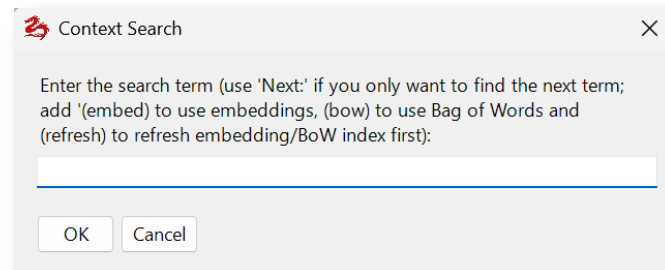 Context Search
Enter the search term (use 'Next:' if you only want to find the next term;
add '(embed) to use embeddings, (bow) to use Bag of Words and
(refresh) to refresh embedding/BoW index first):
OK Cancel